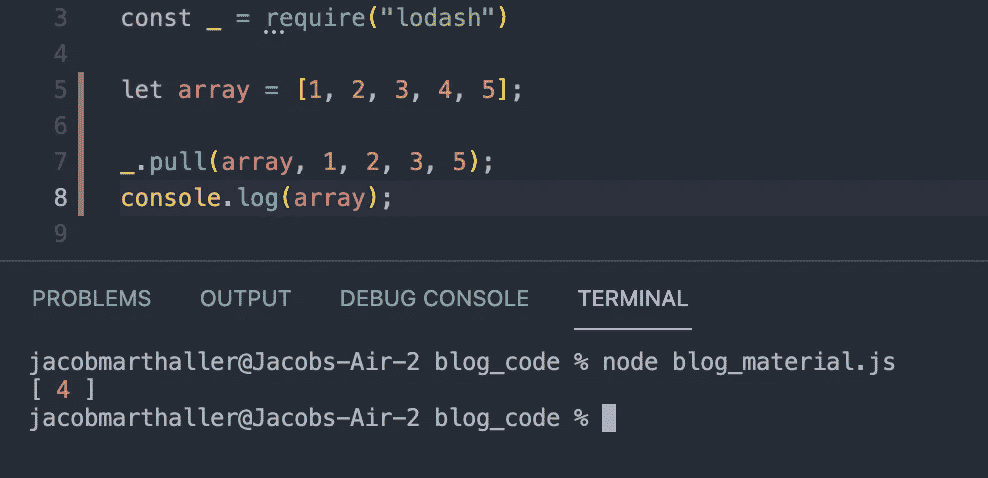 3 const _ = require("lodash")
4
5 let array = [1, 2, 3, 4, 5];
6
7 _.pull(array, 1, 2, 3, 5);
8 console.log(array);
9
PROBLEMS OUTPUT DEBUG CONSOLE TERMINAL
jacobmarthaller@Jacobs-Air-2 blog_code % node blog_material.js
[ 4 ]
jacobmarthaller@Jacobs-Air-2 blog_code %